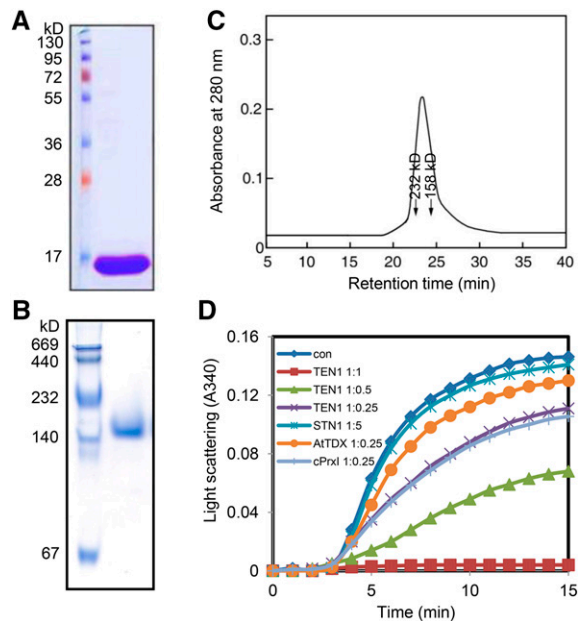 A
kD
130
95
72
55
36
28
17
B
kD
669
440
232
140
67
C
Absorbance at 280 nm
0.3
0.2
0.1
0
232 kD
158 kD
5 10 15 20 25 30 35 40
Retention time (min)
D
Light scattering (A340)
0.16
0.12
0.08
0.04
0
con
TEN1 1:1
TEN1 1:0.5
TEN1 1:0.25
STN1 1:5
AtTDX 1:0.25
cPrxI 1:0.25
0 5 10 15
Time (min)